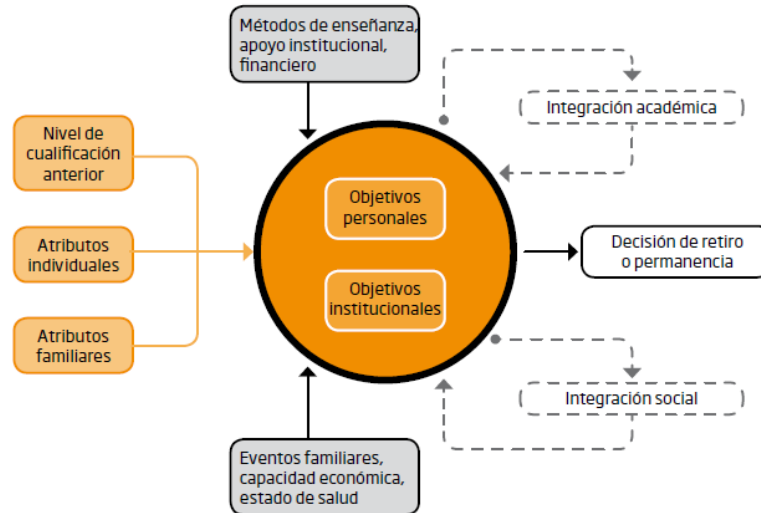 Métodos de enseñanza,
apoyo institucional,
financiero
Integración académica
Nivel de
cualificación
anterior
Objetivos
personales
Atributos
individuales
Decisión de retiro
o permanencia
Objetivos
institucionales
Atributos
familiares
Integración social
Eventos familiares,
capacidad económica,
estado de salud